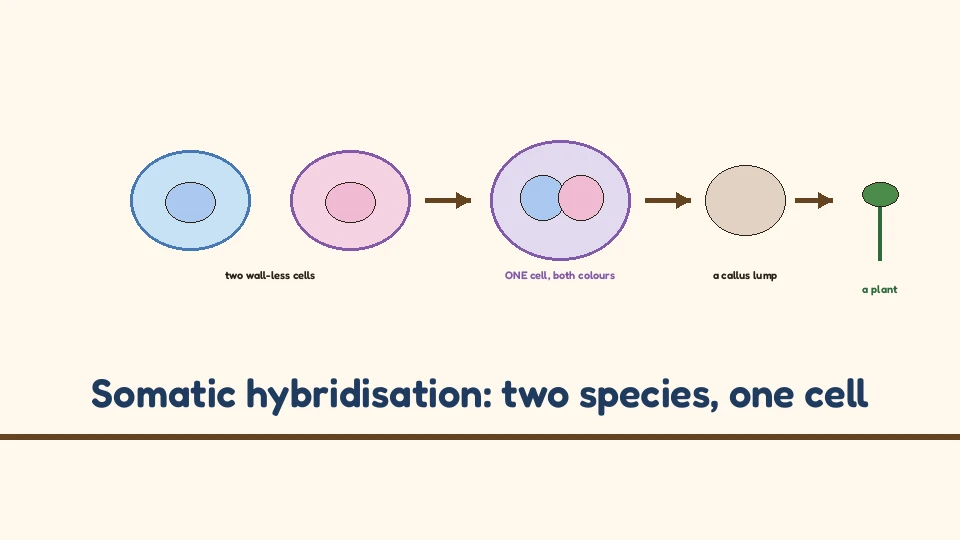 two wall-less cells
ONE cell, both colours
a callus lump
a plant
Somatic hybridisation: two species, one cell